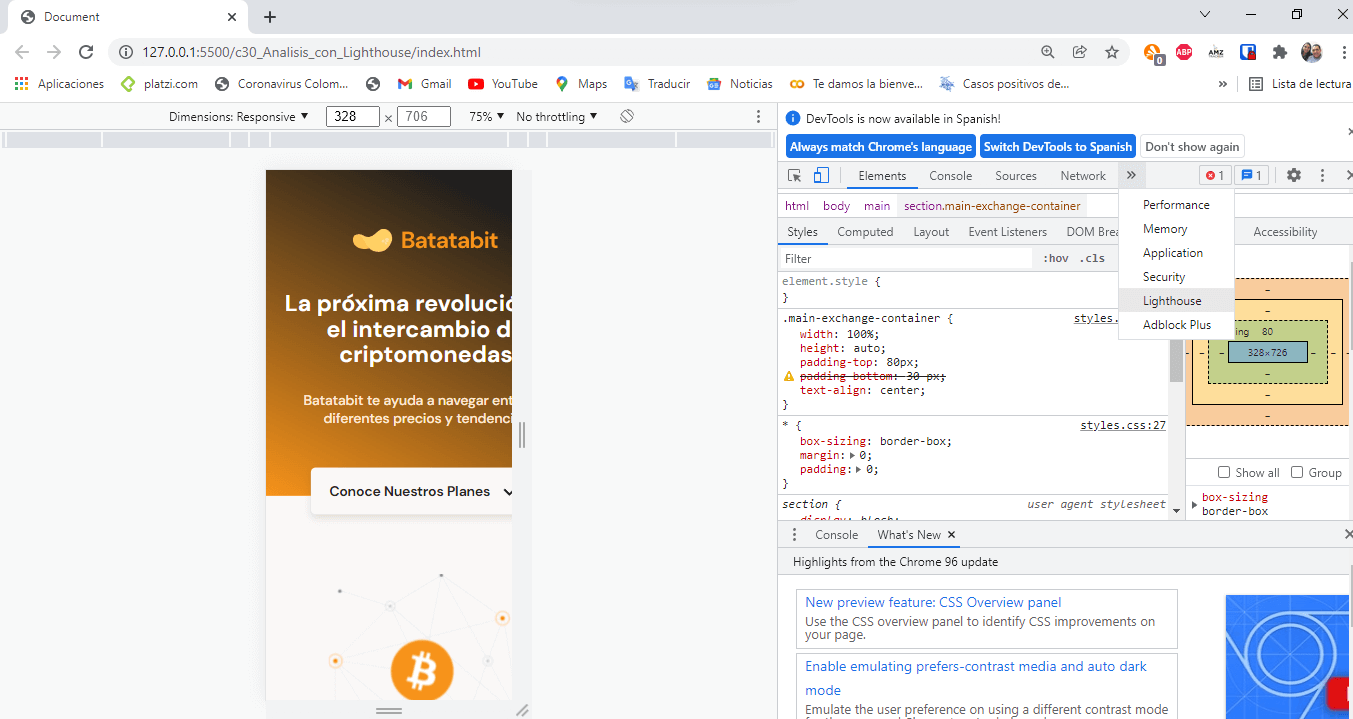 Document
127.0.0.1:5500/c30_Analisis_con_Lighthouse/index.html
0 ABP AMZ
Aplicaciones platzi.com Coronavirus Colom... Gmail YouTube Maps Traducir Noticias Te damos la bienve... Casos positivos de... » Lista de lectura
Dimensions: Responsive 328 × 706 75% No throttling
Batatabit
La próxima revolució
el intercambio d
criptomonedas
Batatabit te ayuda a navegar ent
diferentes precios y tendenci
Conoce Nuestros Planes
DevTools is now available in Spanish!
Always match Chrome's language Switch DevTools to Spanish Don't show again
Elements Console Sources Network » 1 1
Performance
Memory
Application
Security
Lighthouse
Adblock Plus
html body main section.main-exchange-container
Styles Computed Layout Event Listeners DOM Brea Accessibility
Filter :hov .cls
element.style {
}
.main-exchange-container { styles.
width: 100%;
height: auto;
padding-top: 80px;
padding-bottom: 30 px;
text-align: center;
}
* { styles.css:27
box-sizing: border-box;
margin: 0;
padding: 0;
}
section { user agent stylesheet
display: block;
ing 80
328×726
Show all Group
box-sizing
border-box
Console What's New
Highlights from the Chrome 96 update
New preview feature: CSS Overview panel
Use the CSS overview panel to identify CSS improvements on
your page.
Enable emulating prefers-contrast media and auto dark
mode
Emulate the user preference on using a different contrast mode